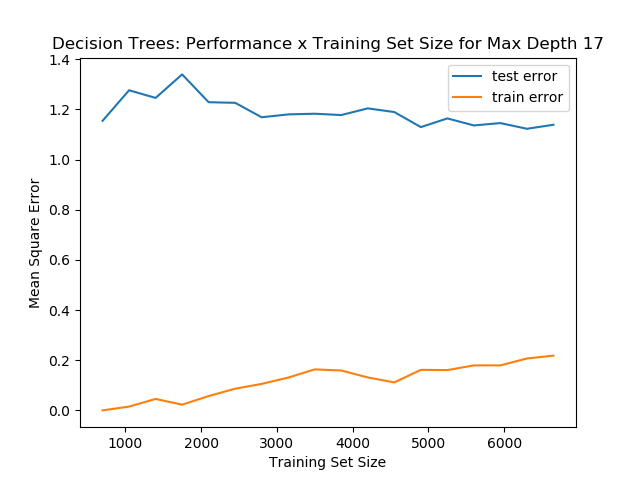 Decision Trees: Performance x Training Set Size for Max Depth 17
test error
train error
1.4
1.2
1.0
0.8
0.6
0.4
0.2
0.0
Mean Square Error
1000 2000 3000 4000 5000 6000
Training Set Size